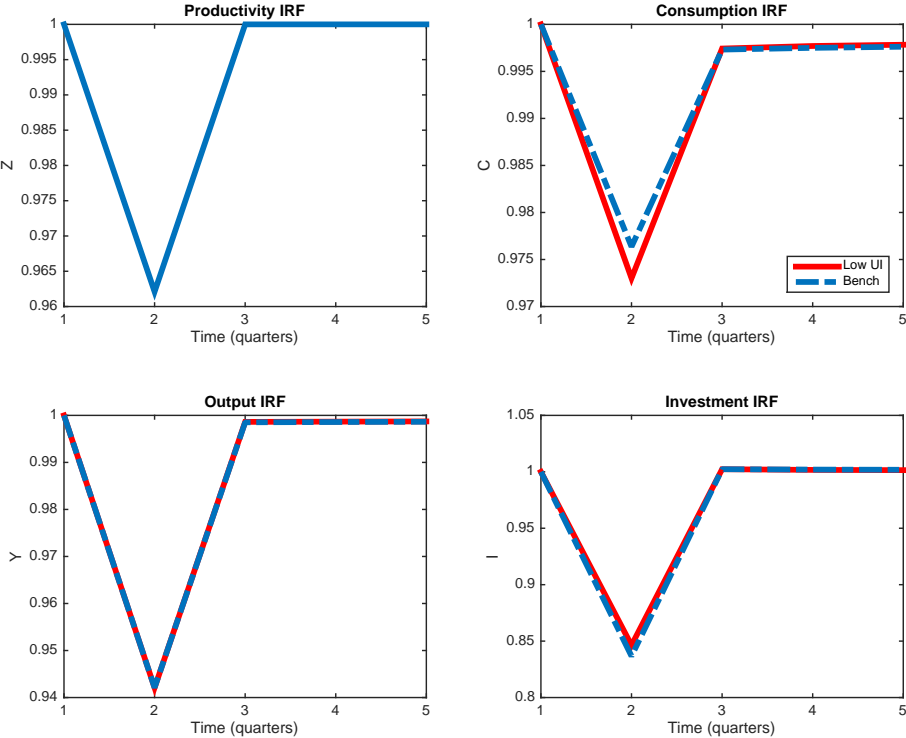 Productivity IRF
1
0.995
0.99
0.985
0.98
0.975
0.97
0.965
0.96
Z
1 2 3 4 5
Time (quarters)
Consumption IRF
1
0.995
0.99
0.985
0.98
0.975
0.97
C
Low UI
Bench
1 2 3 4 5
Time (quarters)
Output IRF
1
0.99
0.98
0.97
0.96
0.95
0.94
Y
1 2 3 4 5
Time (quarters)
Investment IRF
1.05
1
0.95
0.9
0.85
0.8
I
1 2 3 4 5
Time (quarters)